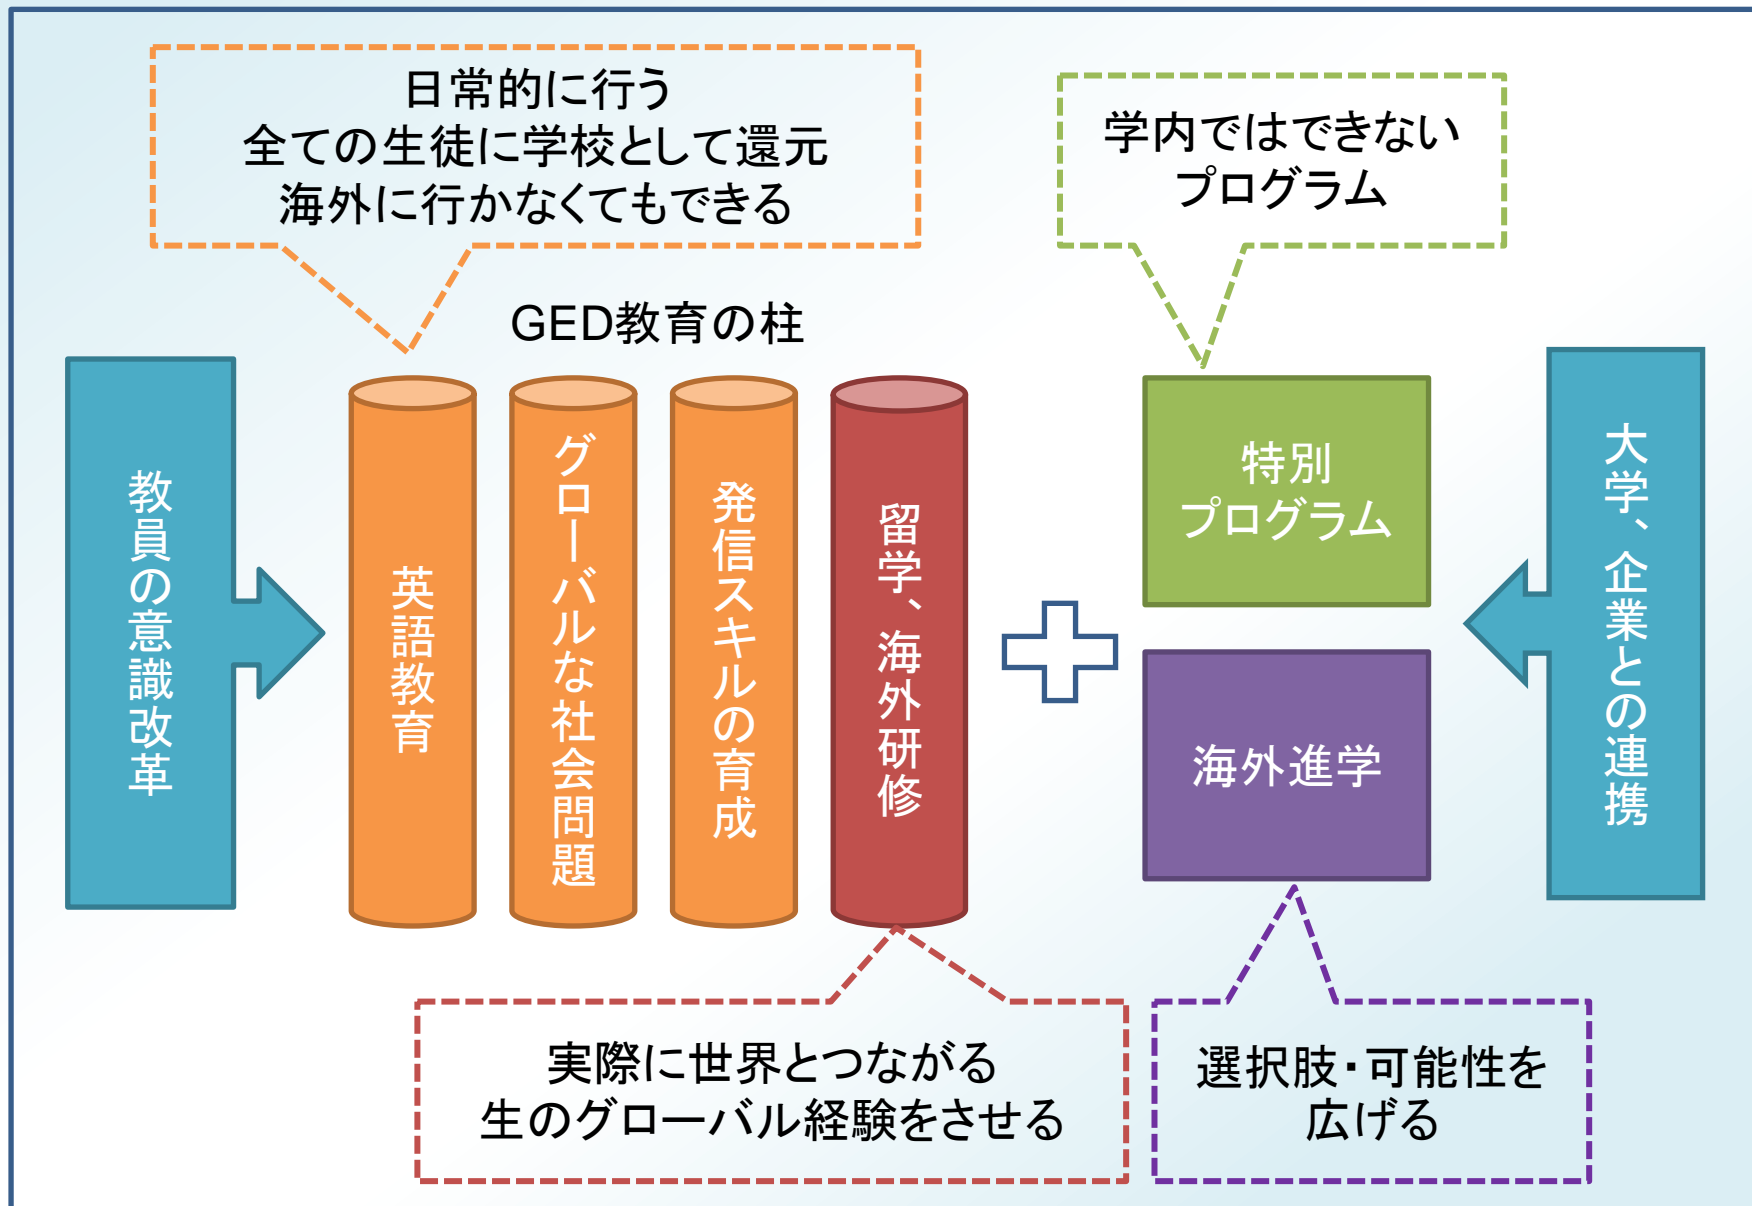 日常的に行う
全ての生徒に学校として還元
海外に行かなくてもできる
学内ではできない
プログラム
GED教育の柱
教員の意識改革
英語教育
グローバルな社会問題
発信スキルの育成
留学、海外研修
特別
プログラム
海外進学
大学、企業との連携
実際に世界とつながる
生のグローバル経験をさせる
選択肢・可能性を
広げる